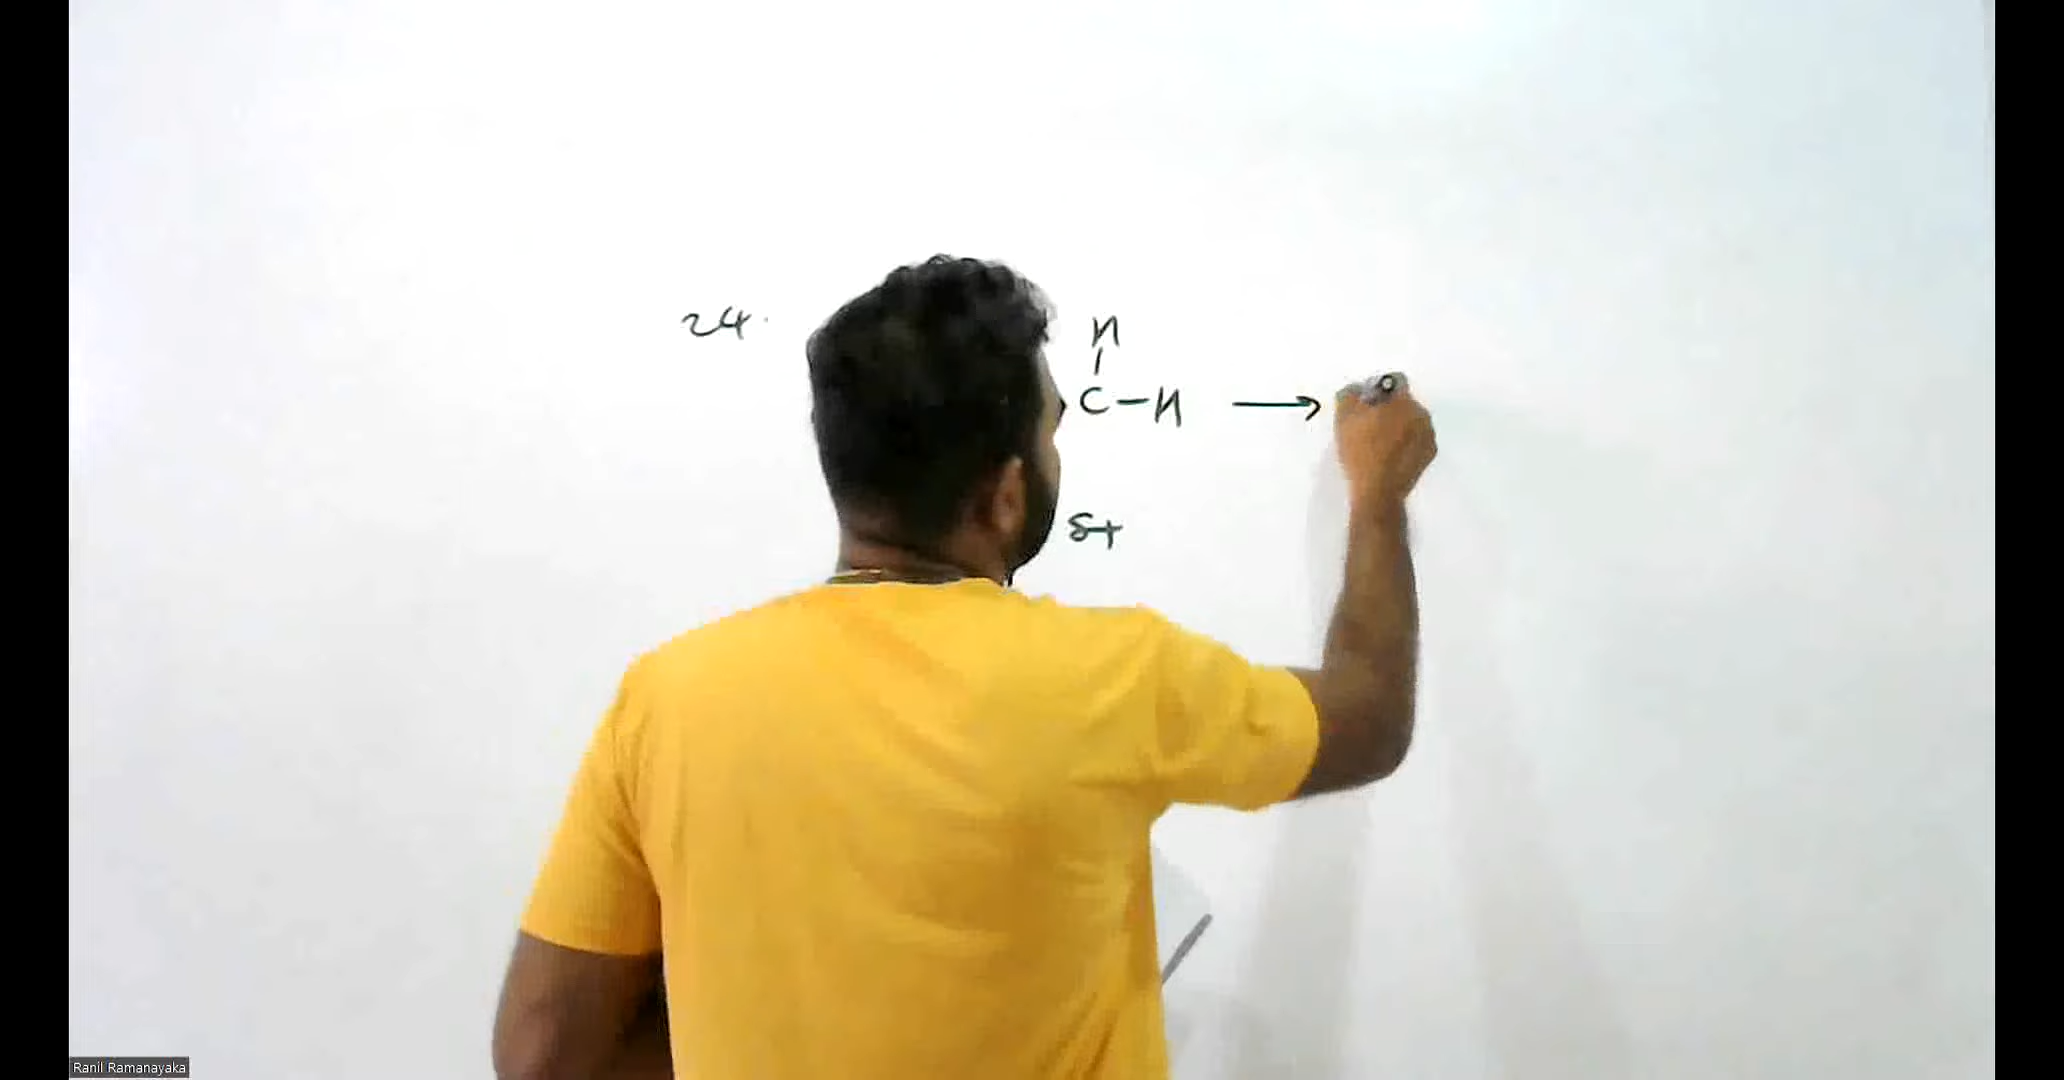 24.
H
C-H →
δ+
Ranil Ramanayaka